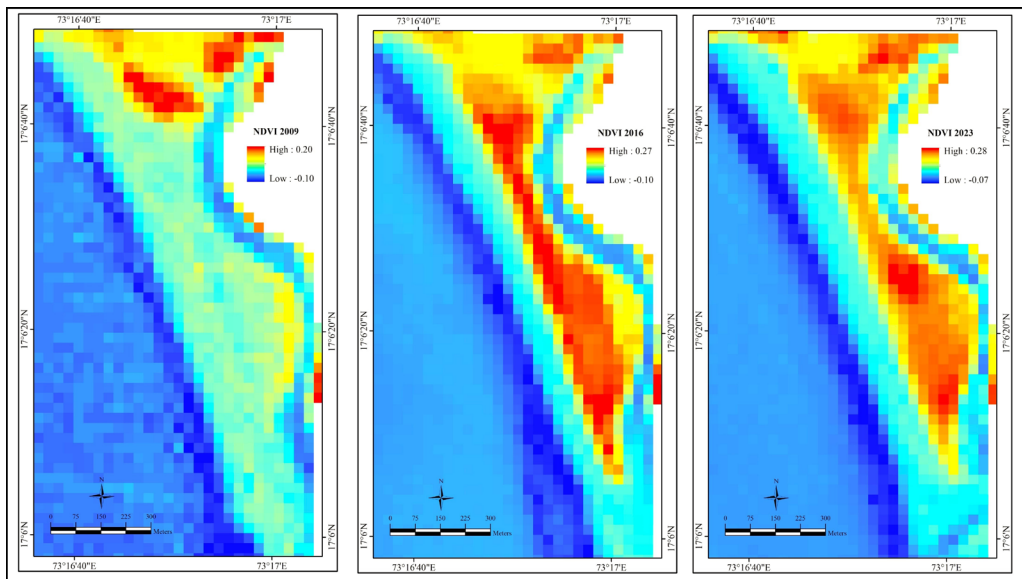 73°16'40"E 73°17'E
17°6'40"N 17°6'40"N
NDVI 2009
High : 0.20
Low : -0.10
17°6'20"N 17°6'20"N
N
0 75 150 225 300
Meters
17°6'N 17°6'N
73°16'40"E 73°17'E
73°16'40"E 73°17'E
17°6'40"N 17°6'40"N
NDVI 2016
High : 0.27
Low : -0.10
17°6'20"N 17°6'20"N
N
0 75 150 225 300
Meters
17°6'N 17°6'N
73°16'40"E 73°17'E
73°16'40"E 73°17'E
17°6'40"N 17°6'40"N
NDVI 2023
High : 0.28
Low : -0.07
17°6'20"N 17°6'20"N
N
0 75 150 225 300
Meters
17°6'N 17°6'N
73°16'40"E 73°17'E